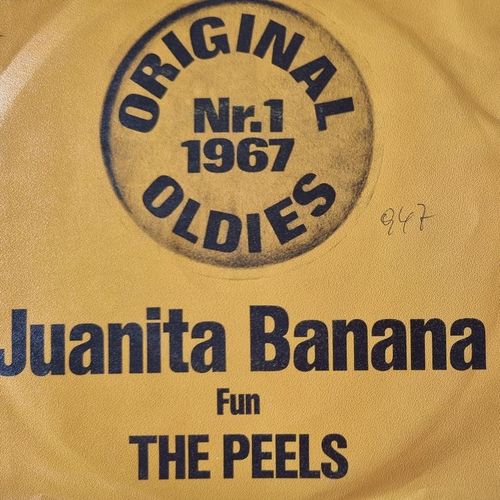 ORIGINAL
Nr.1
1967
OLDIES
947
Juanita Banana
Fun
THE PEELS